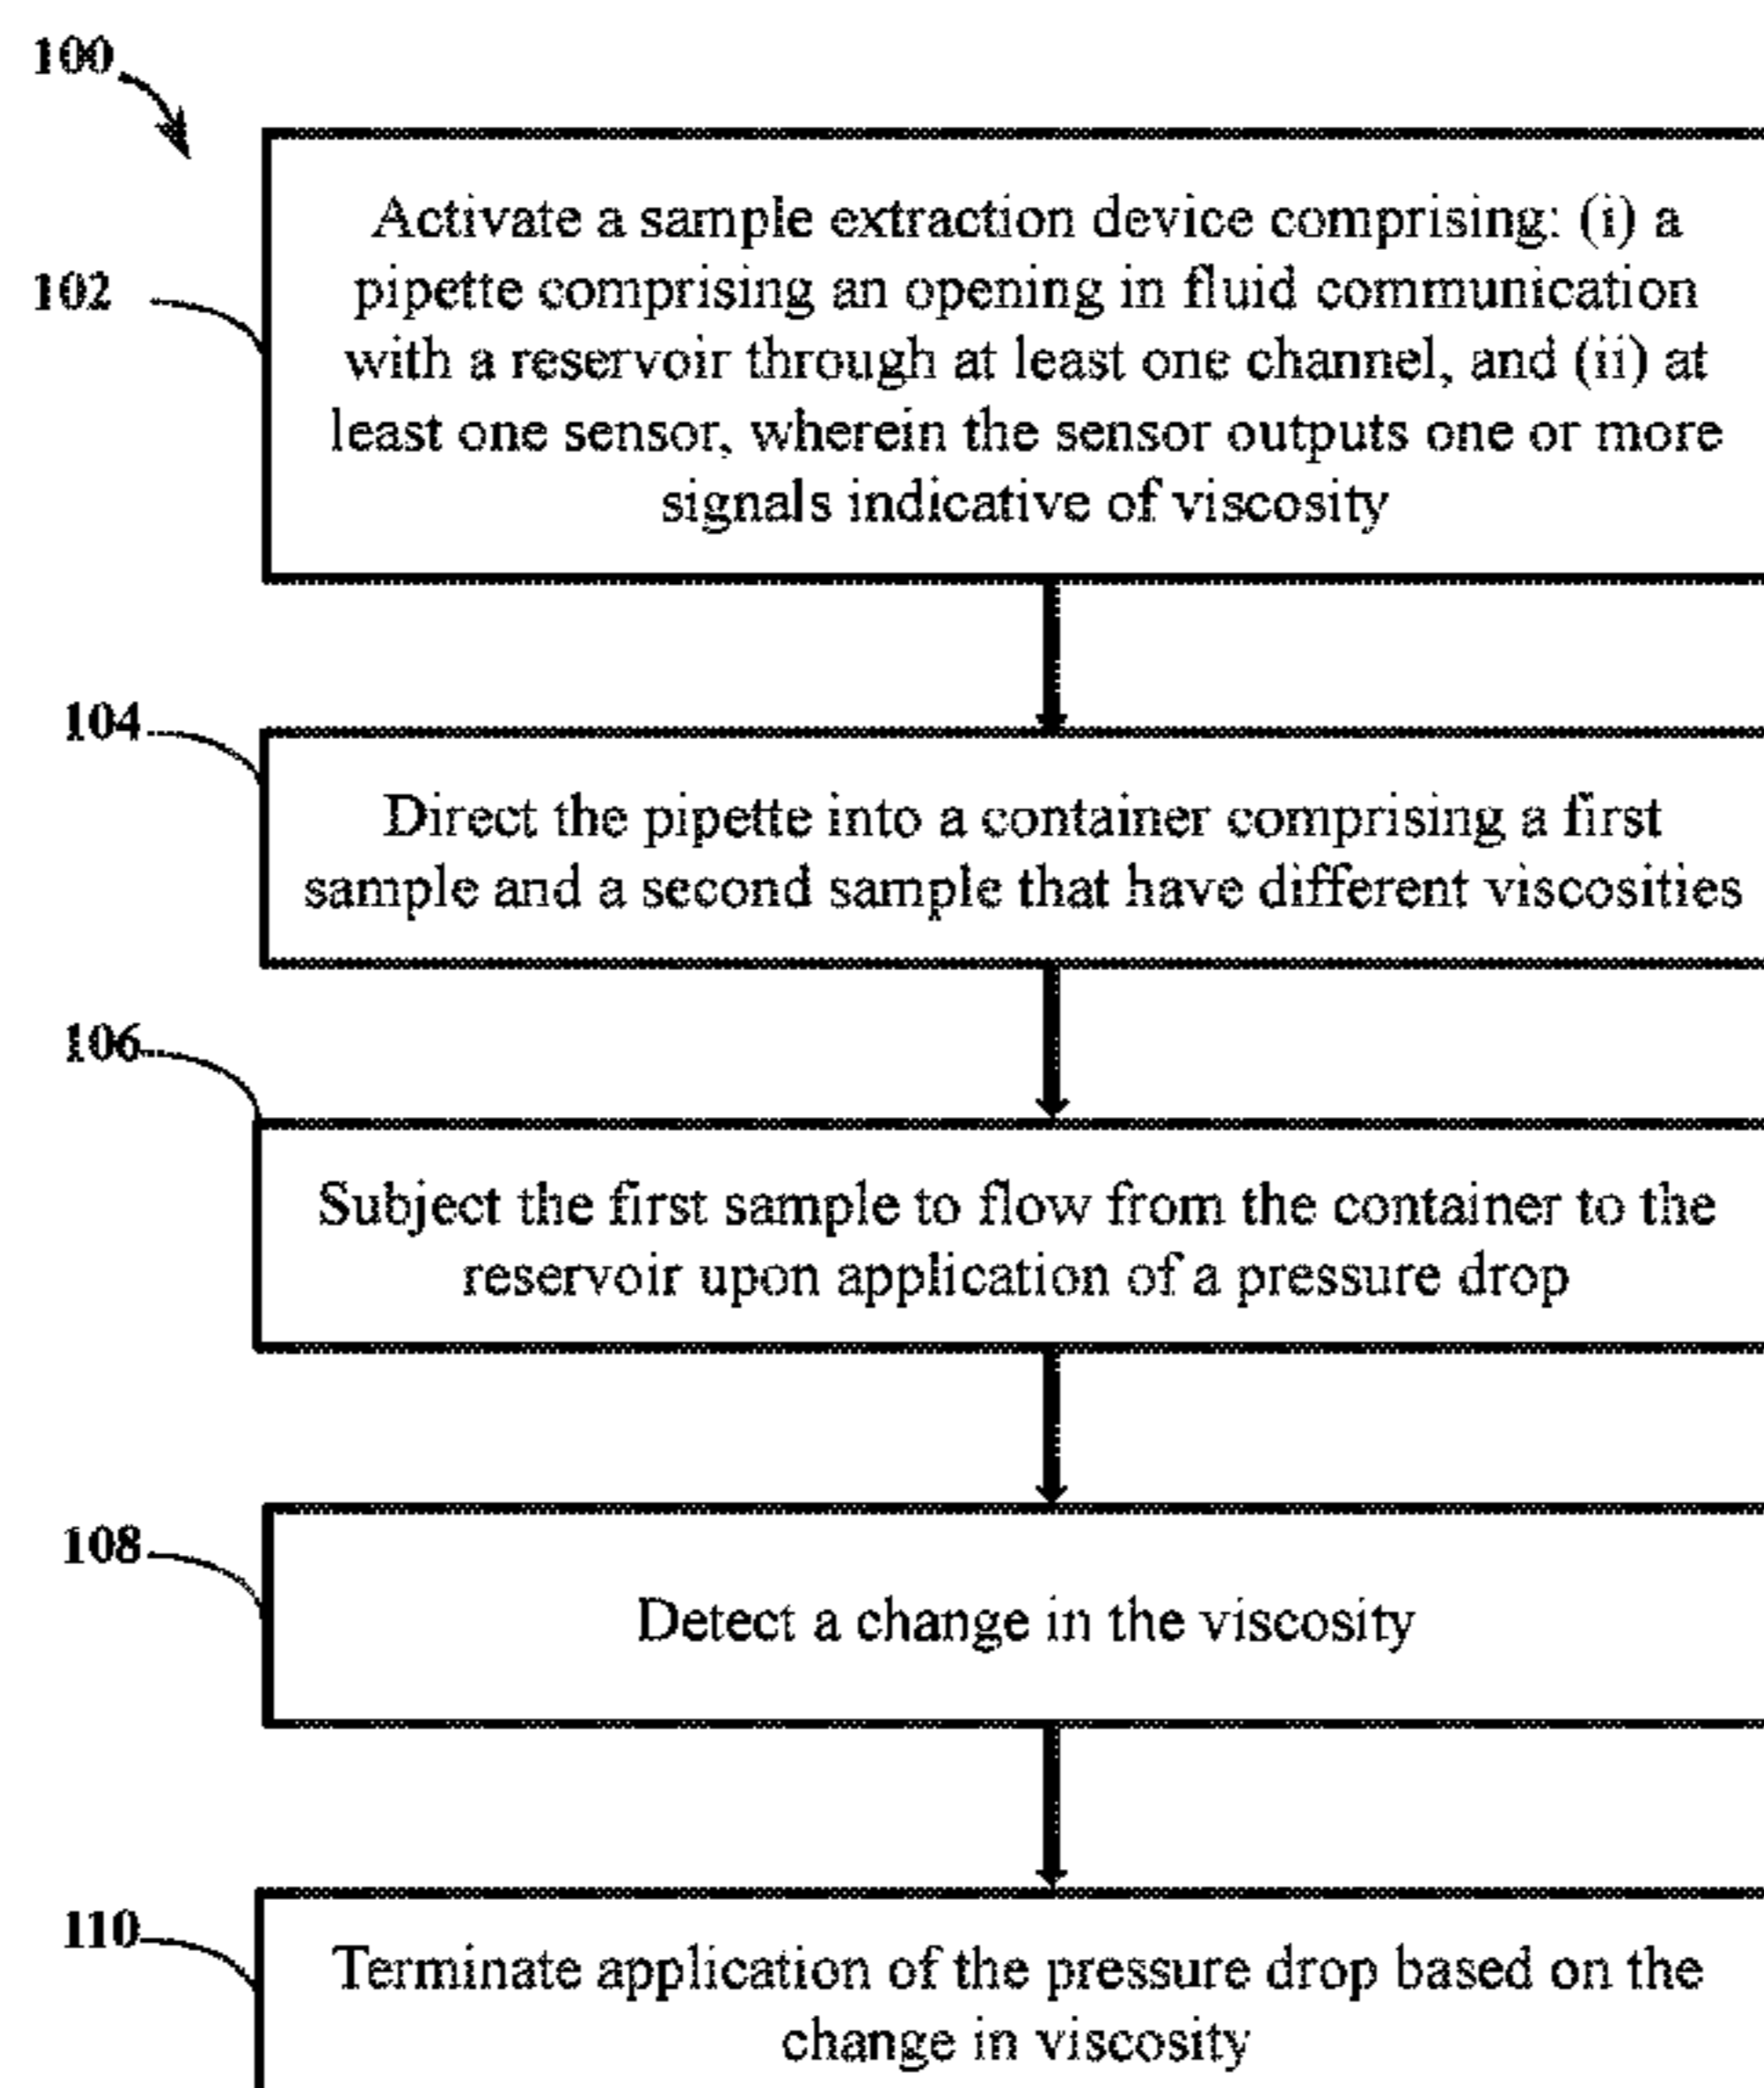 100
102
Activate a sample extraction device comprising: (i) a
pipette comprising an opening in fluid communication
with a reservoir through at least one channel, and (ii) at
least one sensor, wherein the sensor outputs one or more
signals indicative of viscosity
104
Direct the pipette into a container comprising a first
sample and a second sample that have different viscosities
106
Subject the first sample to flow from the container to the
reservoir upon application of a pressure drop
108
Detect a change in the viscosity
110
Terminate application of the pressure drop based on the
change in viscosity